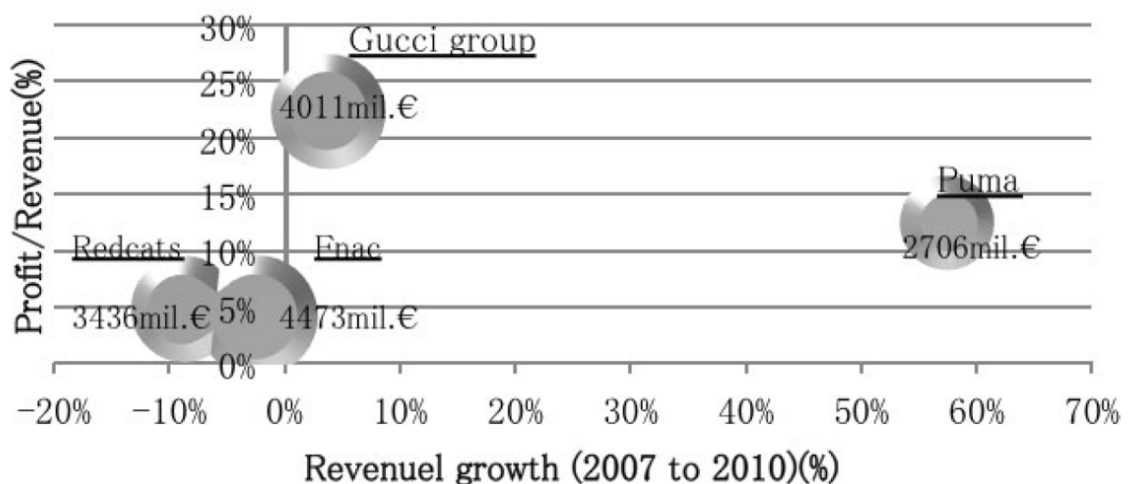 Profit/Revenue(%)
30%
25%
20%
15%
10%
5%
0%
Gucci group
4011mil.€
Puma
2706mil.€
Redcats
3436mil.€
Fnac
4473mil.€
-20% -10% 0% 10% 20% 30% 40% 50% 60% 70%
Revenuel growth (2007 to 2010)(%)